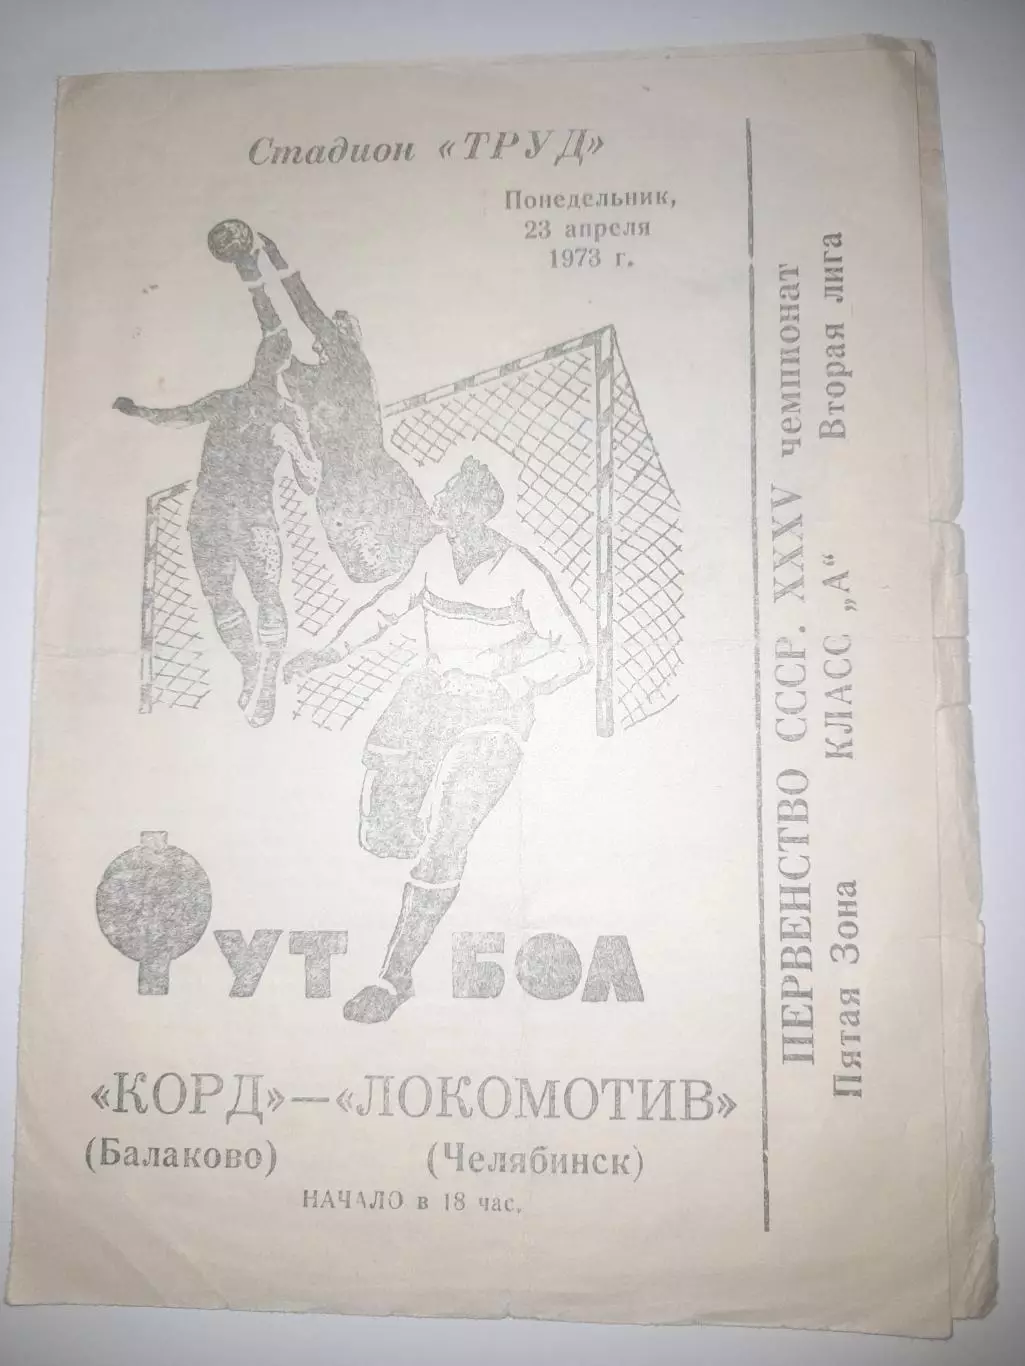 Стадион «ТРУД»
Понедельник,
23 апреля
1973 г.
ФУТБОЛ
«КОРД»—«ЛОКОМОТИВ»
(Балаково) (Челябинск)
НАЧАЛО в 18 час.
ПЕРВЕНСТВО СССР. XXXV чемпионат
Пятая Зона КЛАСС „А“ Вторая лига